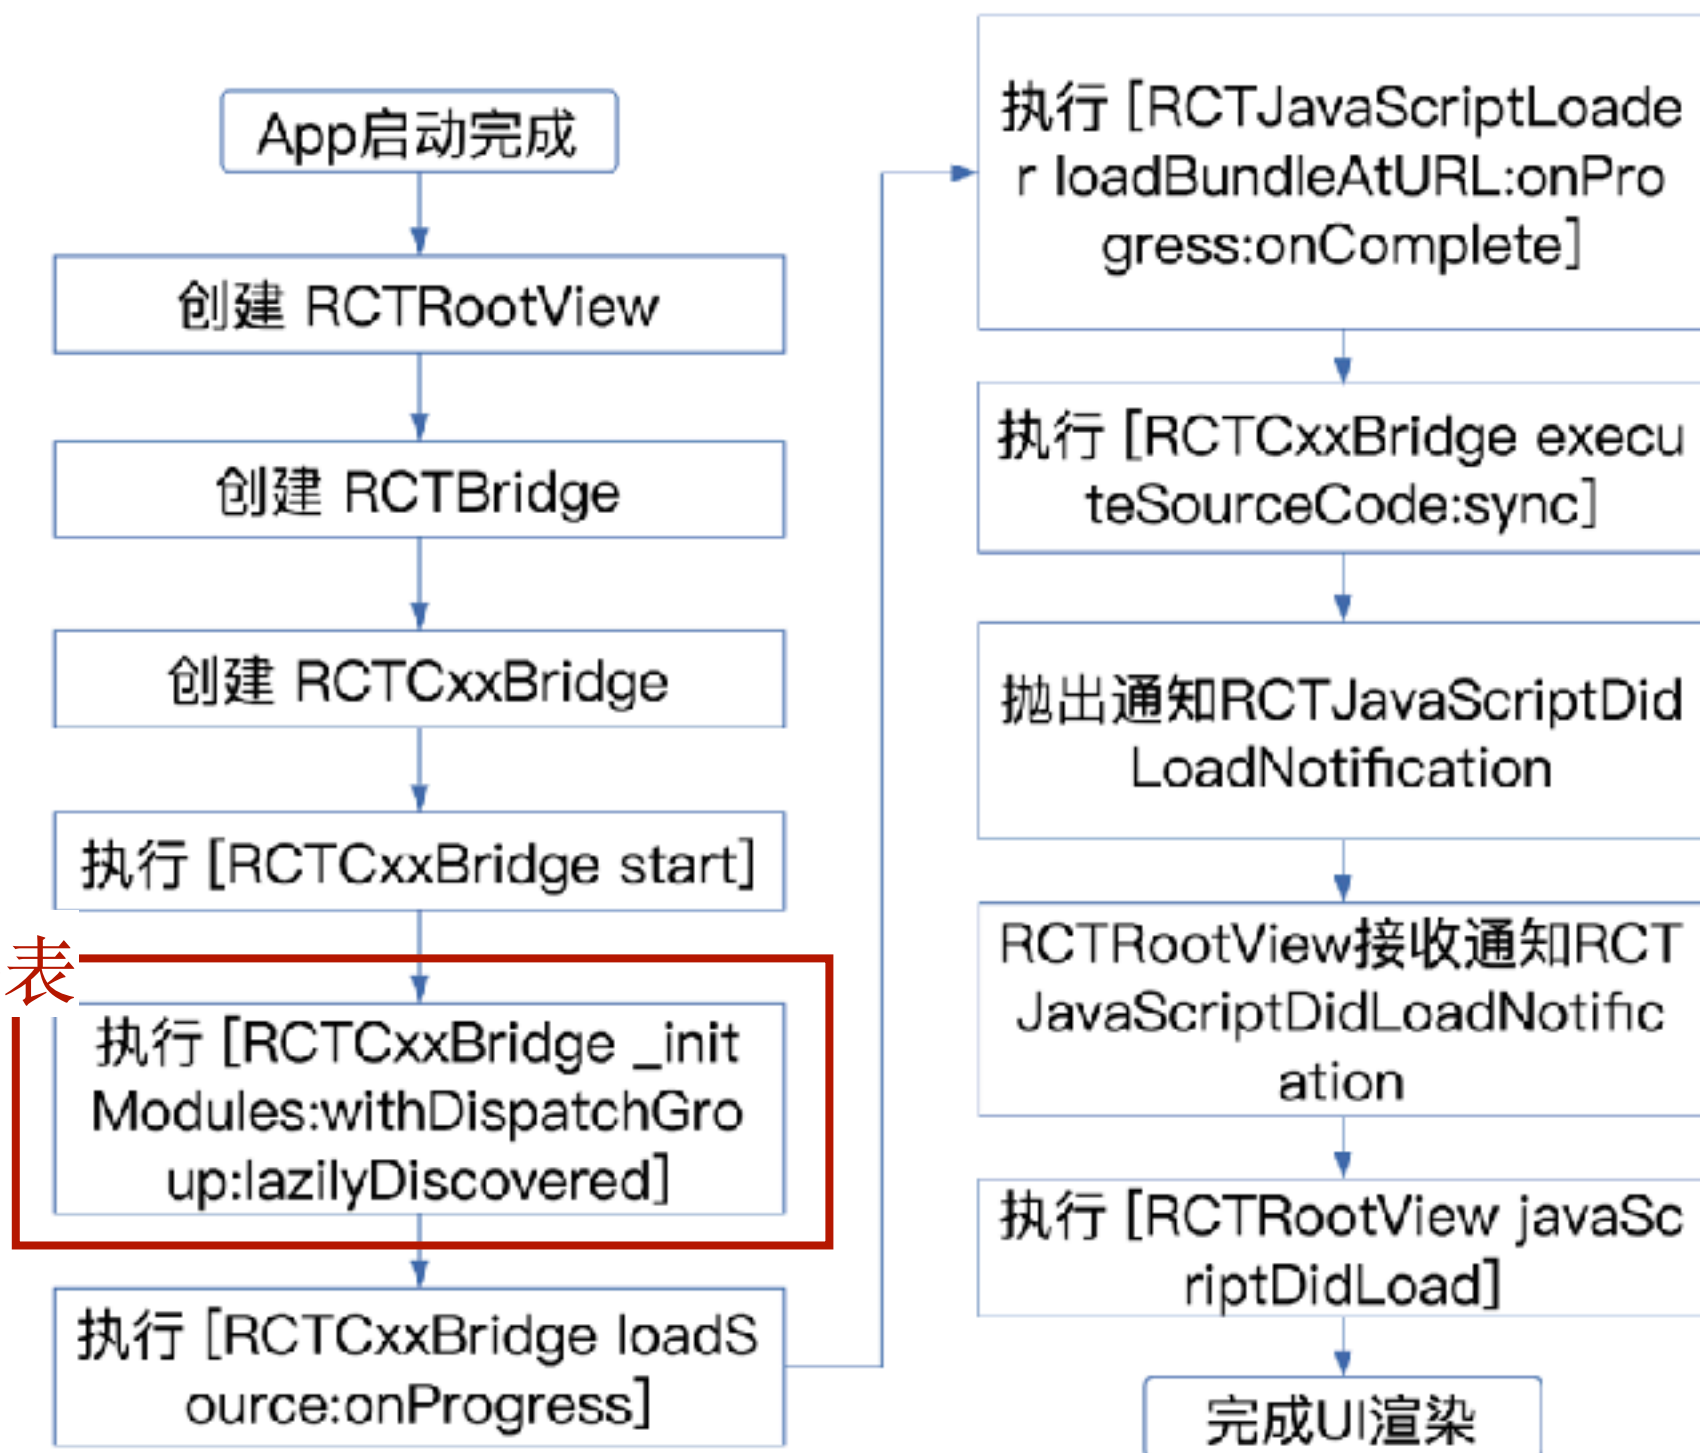 App启动完成
创建 RCTRootView
创建 RCTBridge
创建 RCTCxxBridge
执行 [RCTCxxBridge start]
表
执行 [RCTCxxBridge _init
Modules:withDispatchGro
up:lazilyDiscovered]
执行 [RCTCxxBridge loadS
ource:onProgress]
执行 [RCTJavaScriptLoade
r loadBundleAtURL:onPro
gress:onComplete]
执行 [RCTCxxBridge execu
teSourceCode:sync]
抛出通知RCTJavaScriptDid
LoadNotification
RCTRootView接收通知RCT
JavaScriptDidLoadNotific
ation
执行 [RCTRootView javaSc
riptDidLoad]
完成UI渲染